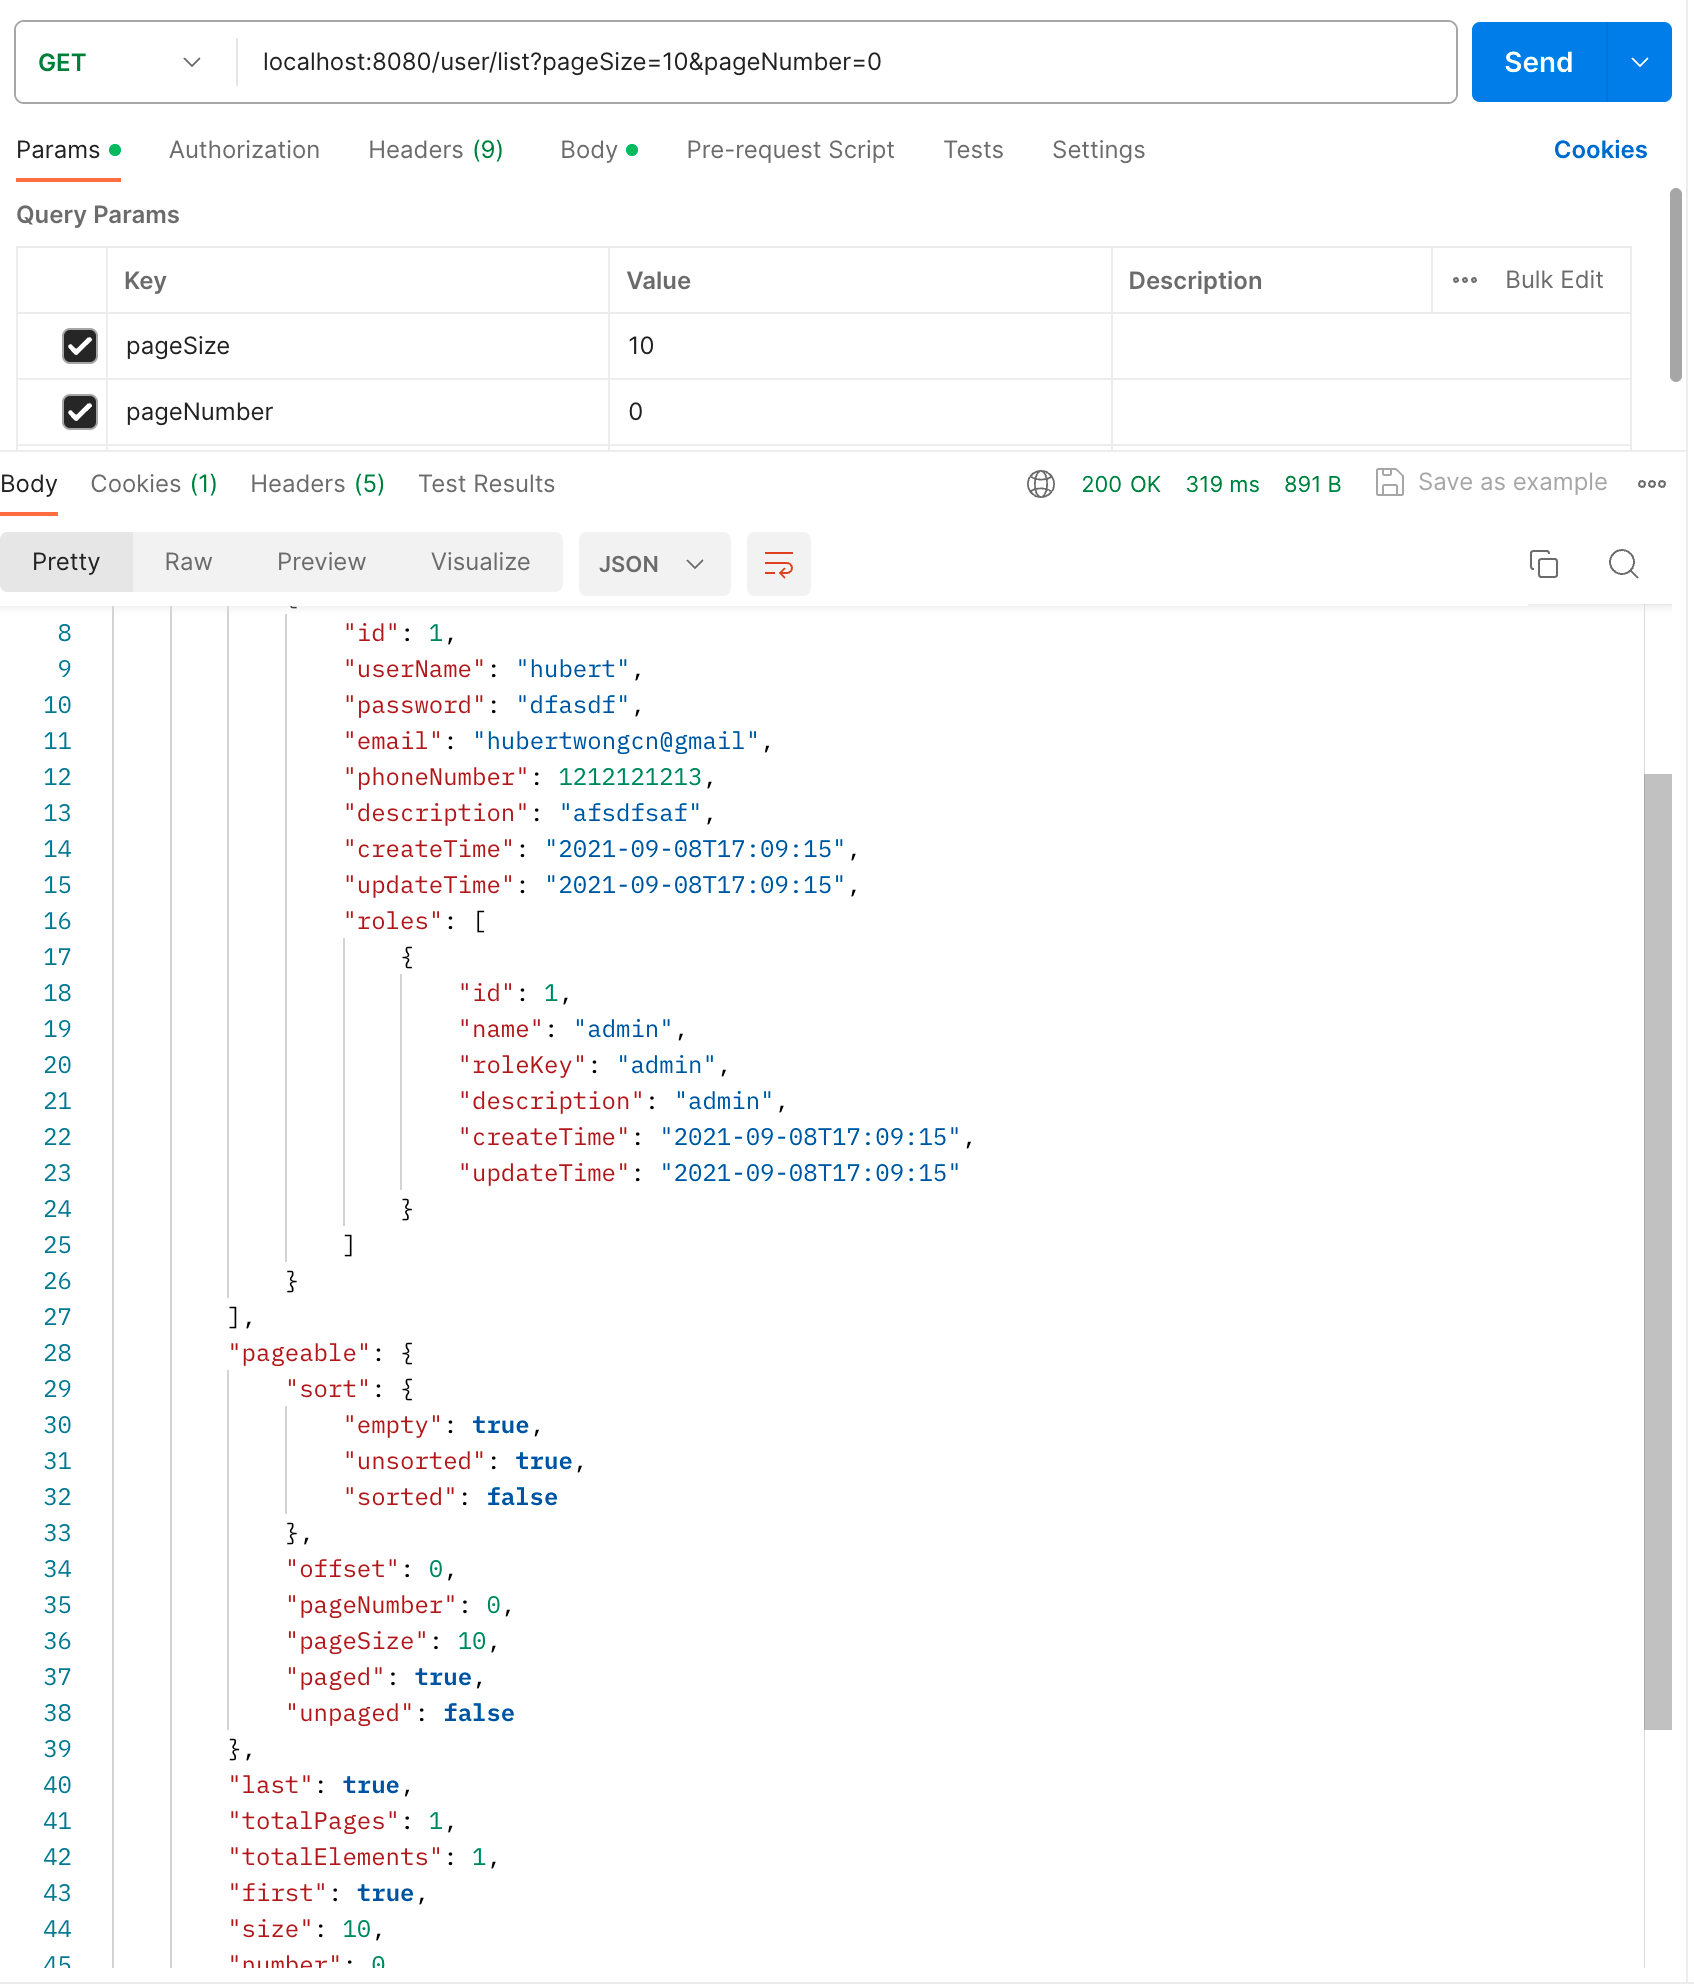 GET localhost:8080/user/list?pageSize=10&pageNumber=0 Send
Params Authorization Headers (9) Body Pre-request Script Tests Settings Cookies
Query Params
Key Value Description Bulk Edit
pageSize 10
pageNumber 0
Body Cookies (1) Headers (5) Test Results 200 OK 319 ms 891 B Save as example
Pretty Raw Preview Visualize JSON
{
8 "id": 1,
9 "userName": "hubert",
10 "password": "dfasdf",
11 "email": "hubertwongcn@gmail",
12 "phoneNumber": 1212121213,
13 "description": "afsdfsaf",
14 "createTime": "2021-09-08T17:09:15",
15 "updateTime": "2021-09-08T17:09:15",
16 "roles": [
17 {
18 "id": 1,
19 "name": "admin",
20 "roleKey": "admin",
21 "description": "admin",
22 "createTime": "2021-09-08T17:09:15",
23 "updateTime": "2021-09-08T17:09:15"
24 }
25 ]
26 }
27 ],
28 "pageable": {
29 "sort": {
30 "empty": true,
31 "unsorted": true,
32 "sorted": false
33 },
34 "offset": 0,
35 "pageNumber": 0,
36 "pageSize": 10,
37 "paged": true,
38 "unpaged": false
39 },
40 "last": true,
41 "totalPages": 1,
42 "totalElements": 1,
43 "first": true,
44 "size": 10,
45 "number": 0